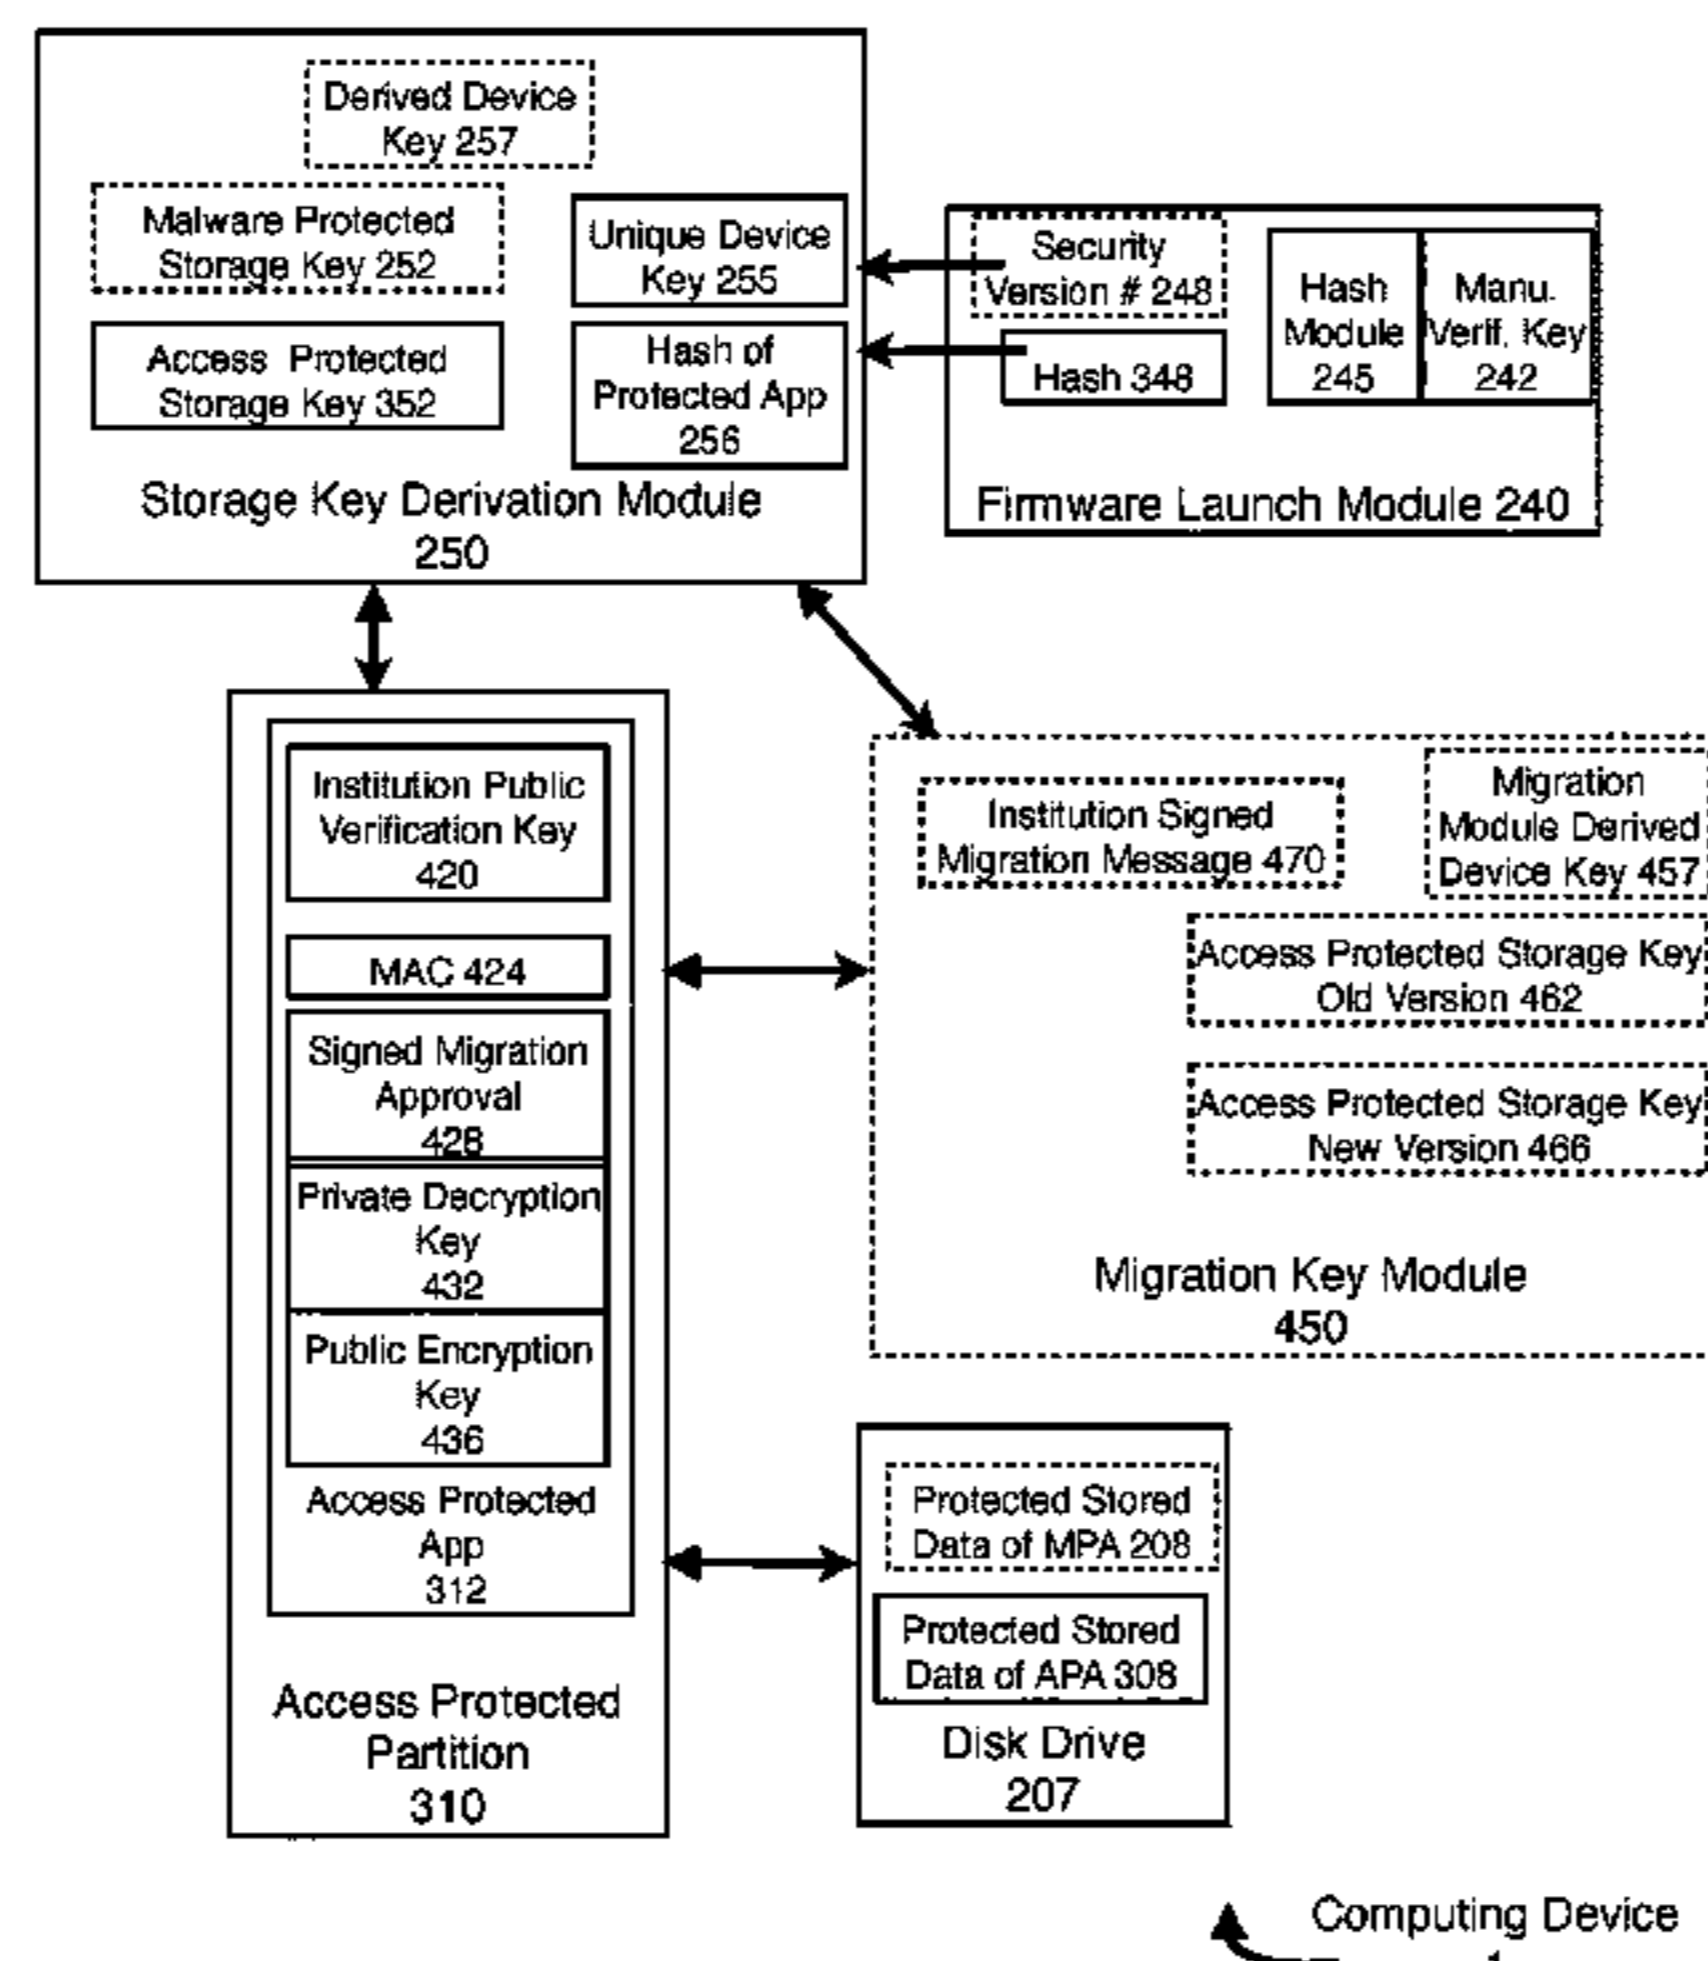 Derived Device
Key 257
Malware Protected
Storage Key 252
Access Protected
Storage Key 352
Unique Device
Key 255
Hash of
Protected App
256
Storage Key Derivation Module
250
Security
Version # 248
Hash 348
Hash
Module
245
Manu.
Verif. Key
242
Firmware Launch Module 240
Institution Public
Verification Key
420
MAC 424
Signed Migration
Approval
428
Private Decryption
Key
432
Public Encryption
Key
436
Access Protected
App
312
Access Protected
Partition
310
Institution Signed
Migration Message 470
Migration
Module Derived
Device Key 457
Access Protected Storage Key
Old Version 462
Access Protected Storage Key
New Version 466
Migration Key Module
450
Protected Stored
Data of MPA 208
Protected Stored
Data of APA 308
Disk Drive
207
Computing Device